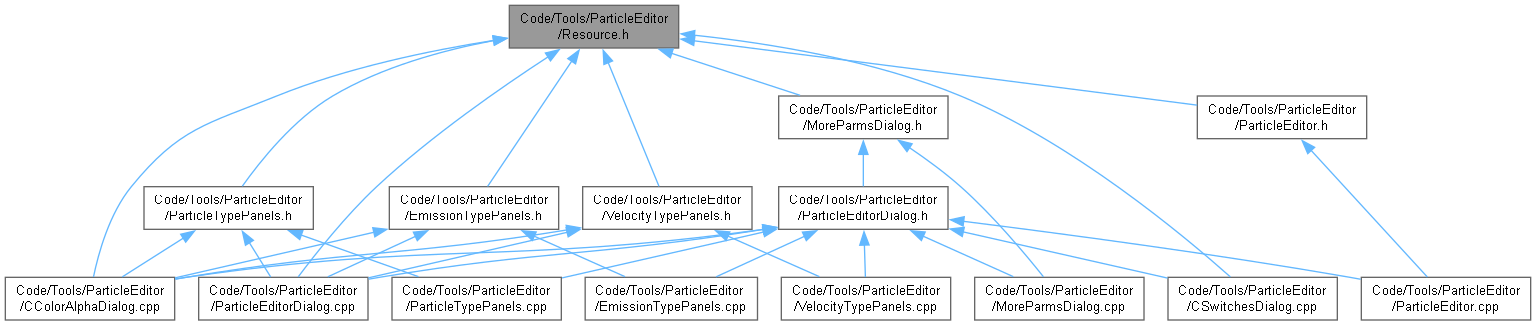 Code/Tools/ParticleEditor
/Resource.h
Code/Tools/ParticleEditor
/MoreParmsDialog.h
Code/Tools/ParticleEditor
/ParticleEditor.h
Code/Tools/ParticleEditor
/ParticleTypePanels.h
Code/Tools/ParticleEditor
/EmissionTypePanels.h
Code/Tools/ParticleEditor
/VelocityTypePanels.h
Code/Tools/ParticleEditor
/ParticleEditorDialog.h
Code/Tools/ParticleEditor
/CColorAlphaDialog.cpp
Code/Tools/ParticleEditor
/ParticleEditorDialog.cpp
Code/Tools/ParticleEditor
/ParticleTypePanels.cpp
Code/Tools/ParticleEditor
/EmissionTypePanels.cpp
Code/Tools/ParticleEditor
/VelocityTypePanels.cpp
Code/Tools/ParticleEditor
/MoreParmsDialog.cpp
Code/Tools/ParticleEditor
/CSwitchesDialog.cpp
Code/Tools/ParticleEditor
/ParticleEditor.cpp